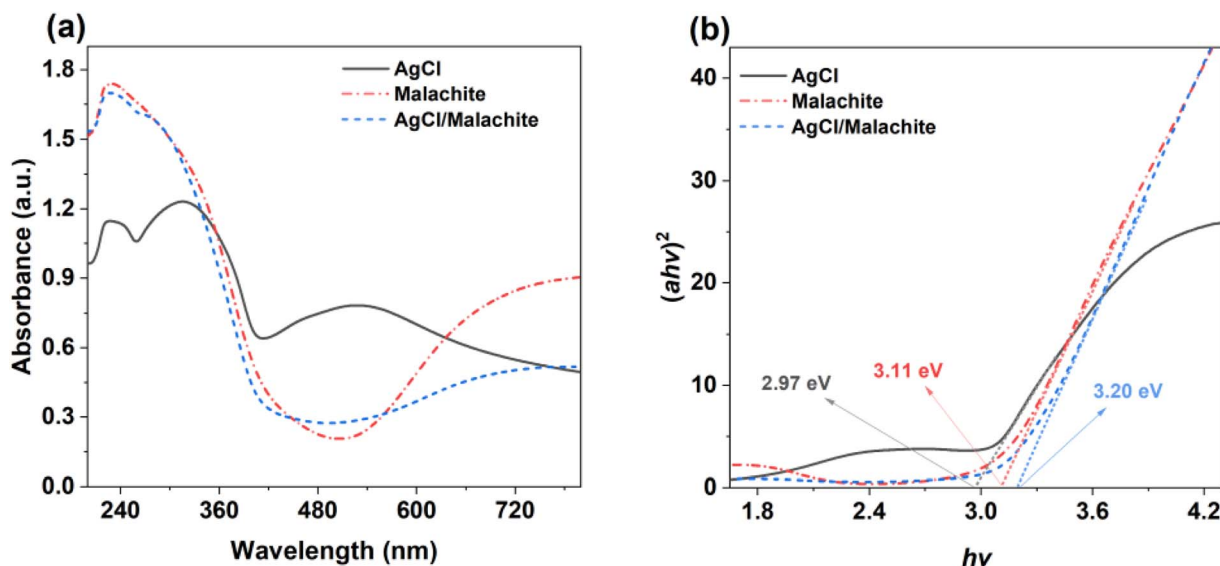 (a)
1.8
1.5
1.2
0.9
0.6
0.3
0.0
Absorbance (a.u.)
AgCl
Malachite
AgCl/Malachite
240 360 480 600 720
Wavelength (nm)
(b)
40
30
20
10
0
(ahv)²
AgCl
Malachite
AgCl/Malachite
2.97 eV
3.11 eV
3.20 eV
1.8 2.4 3.0 3.6 4.2
hv